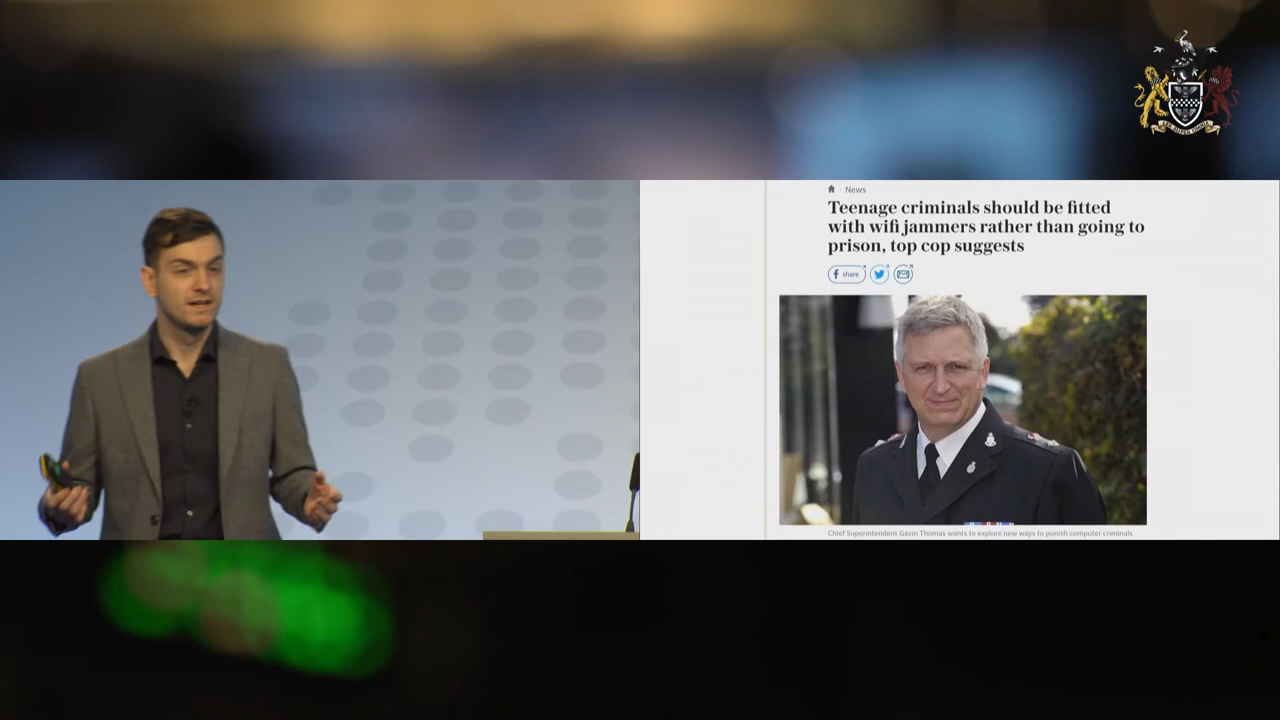 News
Teenage criminals should be fitted
with wifi jammers rather than going to
prison, top cop suggests
share
Chief Superintendent Gavin Thomas wants to explore new ways to punish computer criminals